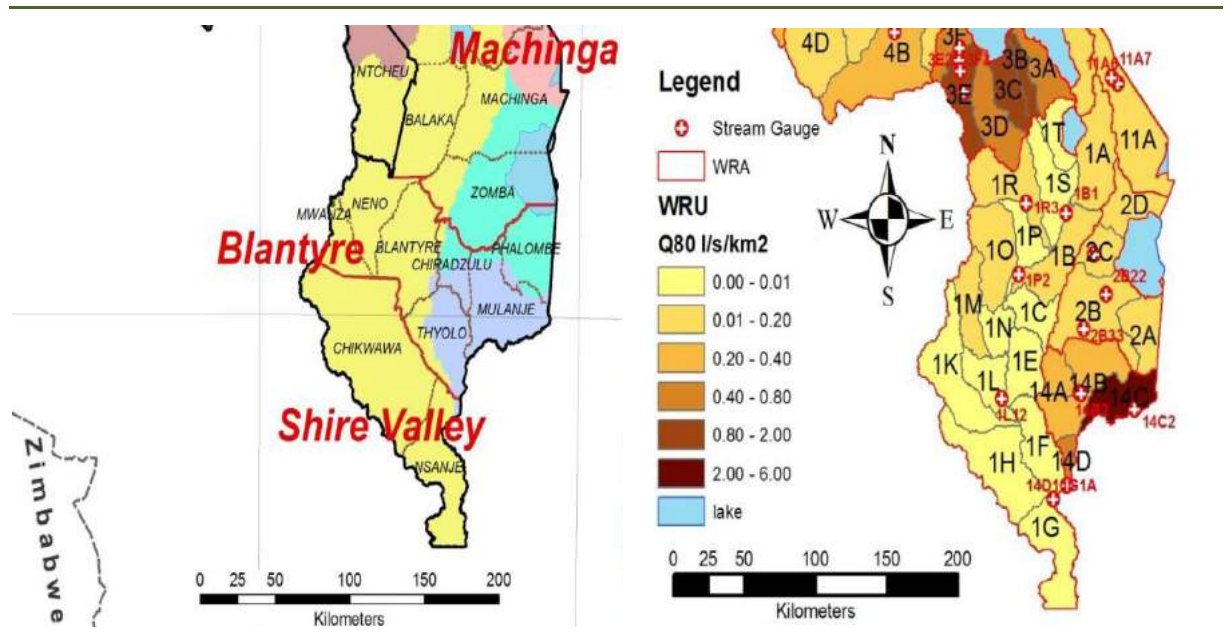 Machinga
NTCHEU
MACHINGA
BALAKA
ZOMBA
NENO
MWANZA
Blantyre
BLANTYRE
PHALOMBE
CHIRADZULU
MULANJE
THYOLO
CHIKWAWA
Shire Valley
NSANJE
Zimbabwe
0 25 50 100 150 200
Kilometers
Legend
Stream Gauge
WRA
WRU
Q80 l/s/km2
0.00 - 0.01
0.01 - 0.20
0.20 - 0.40
0.40 - 0.80
0.80 - 2.00
2.00 - 6.00
lake
N
W E
S
0 25 50 100 150 200
Kilometers
4D
4B
3F
3B
3A
11A7
3E
3C
3D
1T
11A
1A
1R
1S
1B1
2D
1R3
1P
1O
1B
2C
1P2
2B22
1M
1C
2B
1N
2B33
2A
1K
1E
1L
14A
14B
14C
1L12
14C2
1F
1H
14D
1G